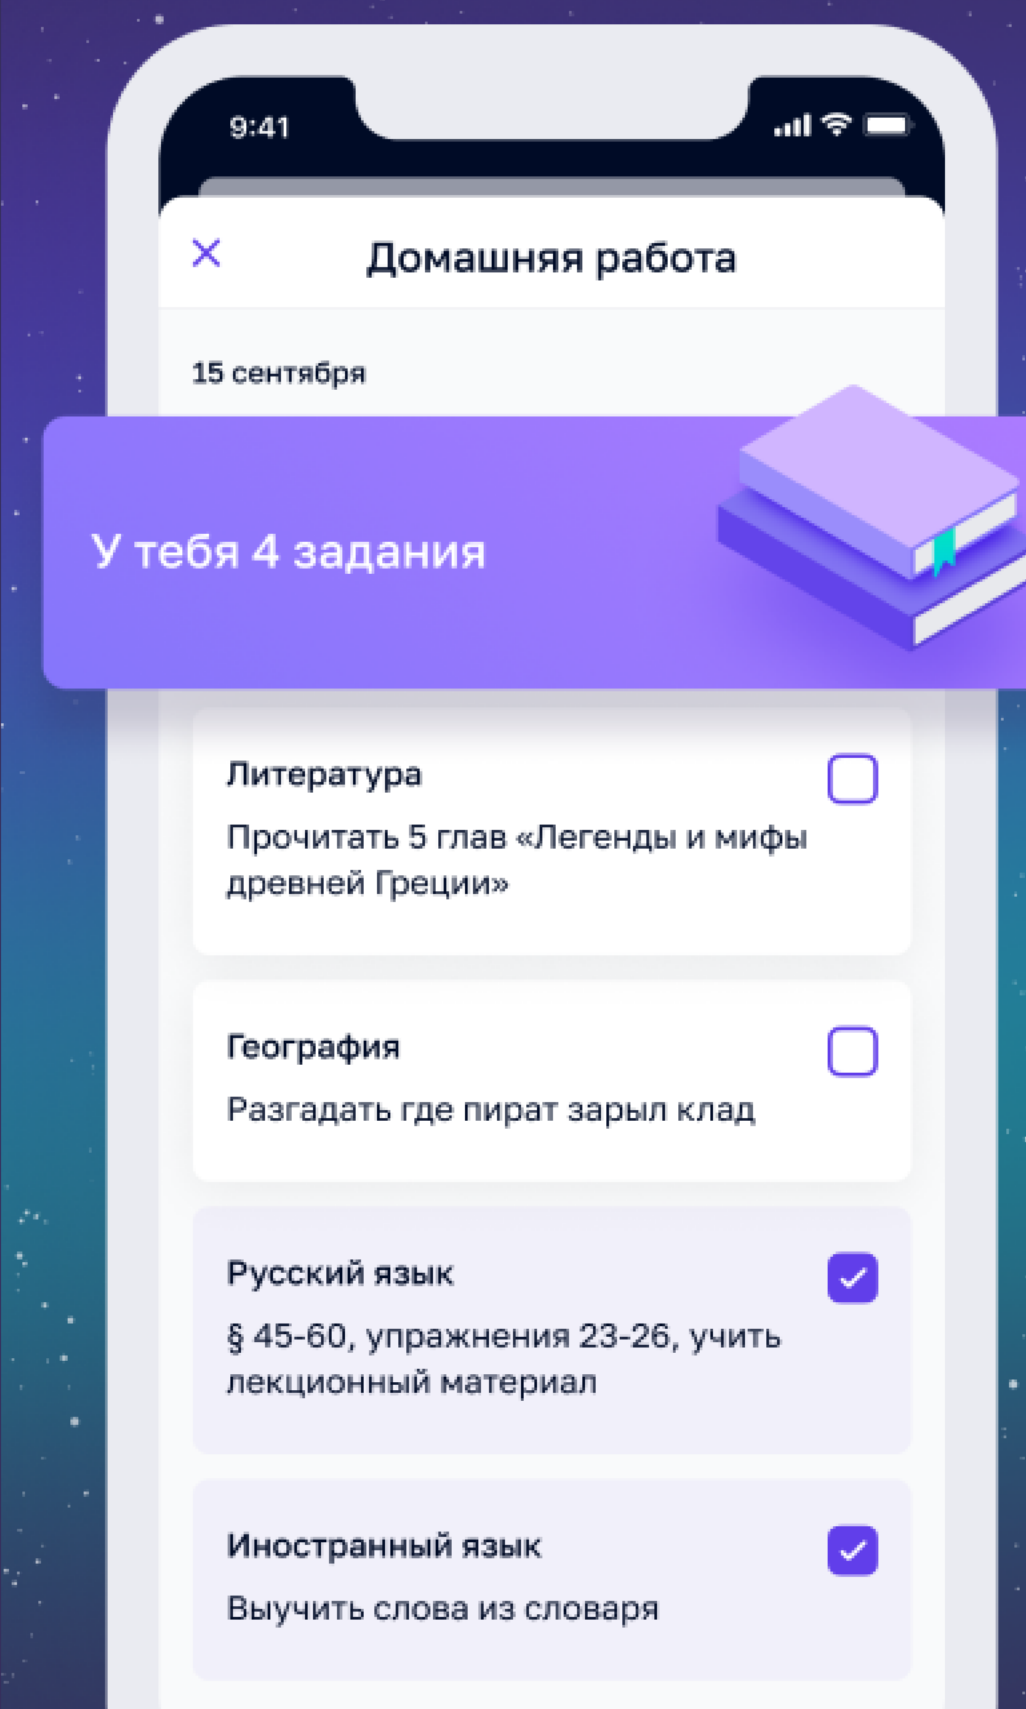 9:41
Домашняя работа
15 сентября
У тебя 4 задания
Литература
Прочитать 5 глав «Легенды и мифы
древней Греции»
География
Разгадать где пират зарыл клад
Русский язык
§ 45-60, упражнения 23-26, учить
лекционный материал
Иностранный язык
Выучить слова из словаря